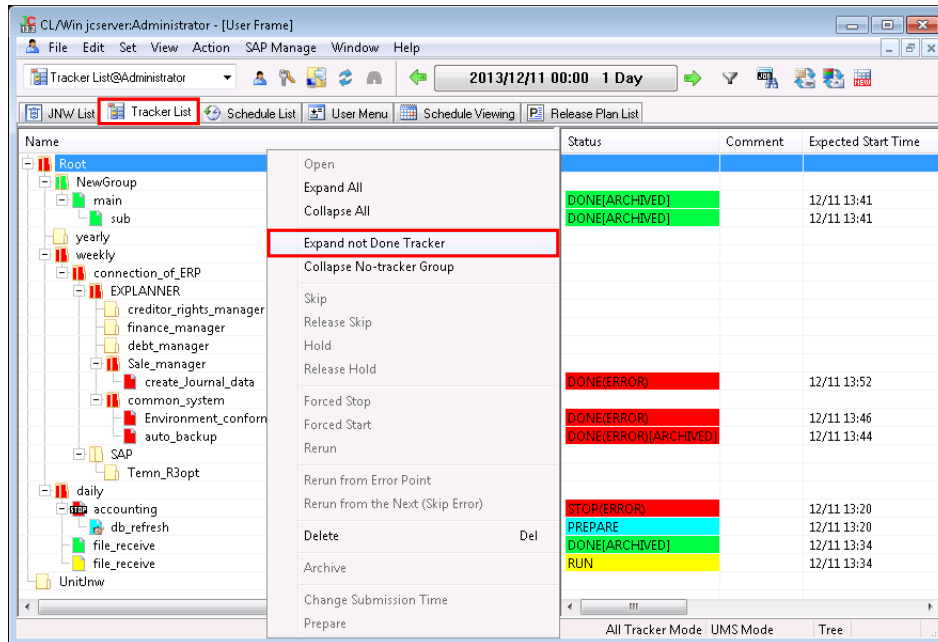 CL/Win jcserver:Administrator - [User Frame]
File Edit Set View Action SAP Manage Window Help
Tracker List@Administrator 2013/12/11 00:00 1 Day NEW
JNW List Tracker List Schedule List User Menu Schedule Viewing Release Plan List
Name Status Comment Expected Start Time
Root Open
NewGroup Expand All
main Collapse All DONE[ARCHIVED] 12/11 13:41
sub DONE[ARCHIVED] 12/11 13:41
yearly Expand not Done Tracker
weekly Collapse No-tracker Group
connection_of_ERP
EXPLANNER Skip
creditor_rights_manager Release Skip
finance_manager Hold
debt_manager Release Hold
Sale_manager
create_Journal_data Forced Stop DONE(ERROR) 12/11 13:52
common_system Forced Start
Environment_conform DONE(ERROR) 12/11 13:46
auto_backup Rerun DONE(ERROR)[ARCHIVED] 12/11 13:44
SAP Rerun from Error Point
Temn_R3opt Rerun from the Next (Skip Error)
daily
STOP accounting Delete Del STOP(ERROR) 12/11 13:20
db_refresh PREPARE 12/11 13:20
file_receive Archive DONE[ARCHIVED] 12/11 13:34
file_receive RUN 12/11 13:34
UnitJnw Change Submission Time
Prepare
All Tracker Mode UMS Mode Tree